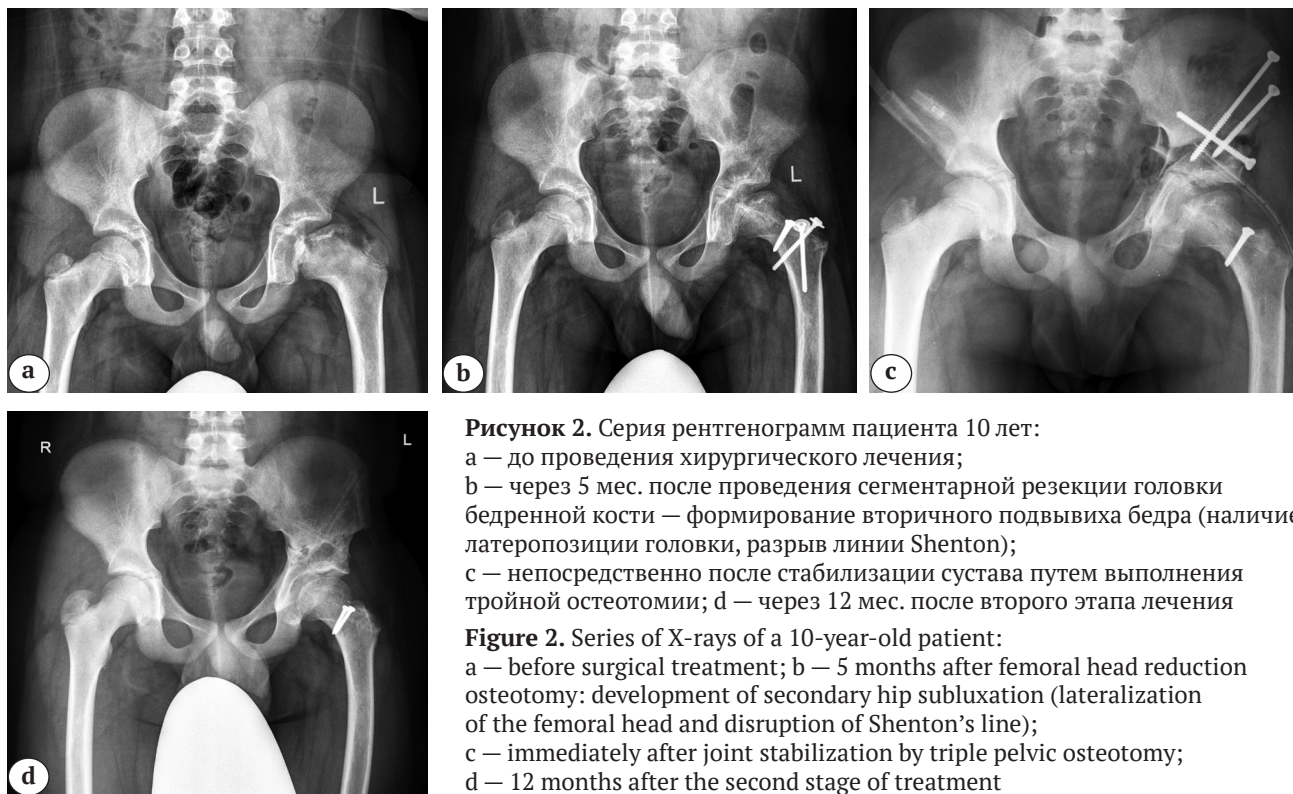 L
a
L
b
c
R
L
d
Рисунок 2. Серия рентгенограмм пациента 10 лет:
а — до проведения хирургического лечения;
b — через 5 мес. после проведения сегментарной резекции головки
бедренной кости — формирование вторичного подвывиха бедра (наличие
латеропозиции головки, разрыв линии Shenton);
с — непосредственно после стабилизации сустава путем выполнения
тройной остеотомии; d — через 12 мес. после второго этапа лечения
Figure 2. Series of X-rays of a 10-year-old patient:
a — before surgical treatment; b — 5 months after femoral head reduction
osteotomy: development of secondary hip subluxation (lateralization
of the femoral head and disruption of Shenton’s line);
c — immediately after joint stabilization by triple pelvic osteotomy;
d — 12 months after the second stage of treatment